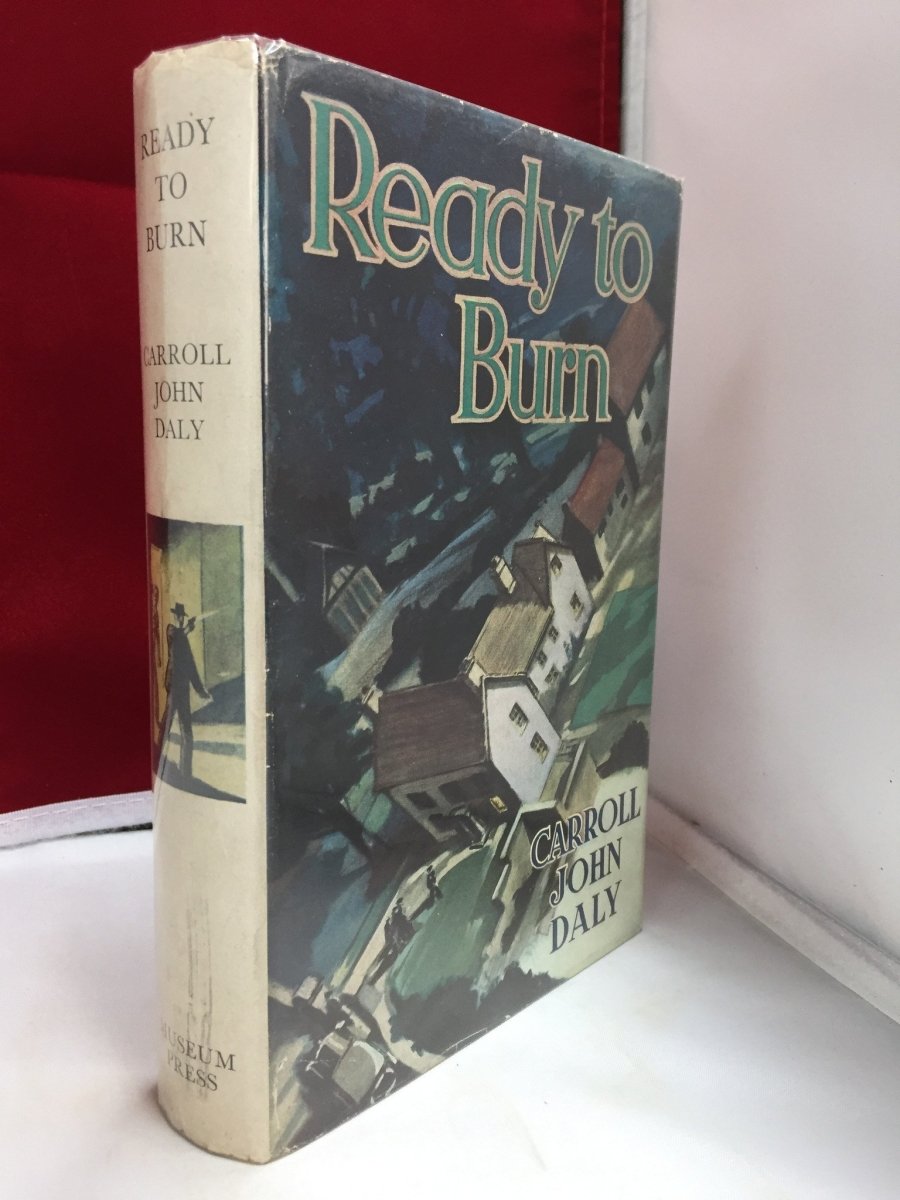 READY
TO
BURN
CARROLL
JOHN
DALY
MUSEUM
PRESS
Ready to
Burn
CARROLL
JOHN
DALY